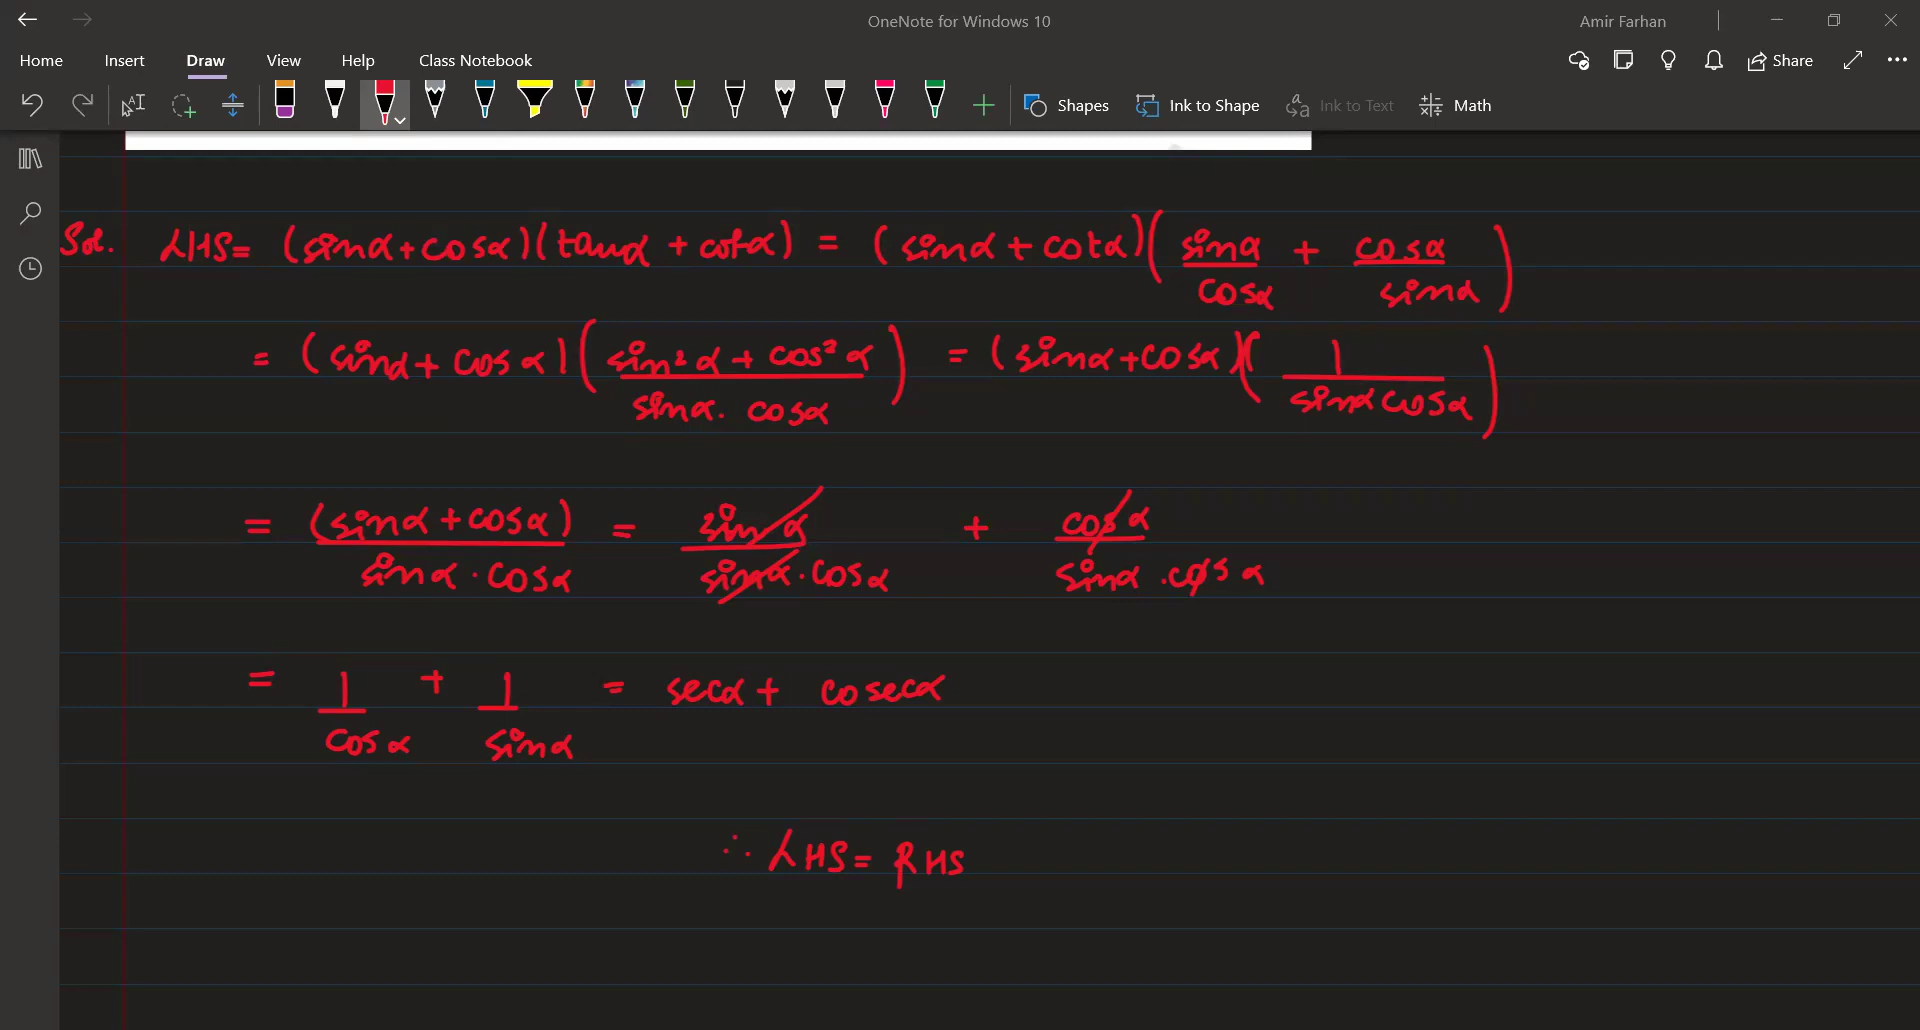 OneNote for Windows 10 Amir Farhan
Home Insert Draw View Help Class Notebook Share
Shapes Ink to Shape Ink to Text Math
Sol. LHS = (sinα + cosα)(tanα + cotα) = (sinα + cotα)(sinα/cosα + cosα/sinα)
= (sinα + cosα)((sin²α + cos²α)/(sinα. cosα)) = (sinα + cosα)(1/(sinα cosα))
= (sinα + cosα)/(sinα · cosα) = sinα/(sinα · cosα) + cosα/(sinα · cosα)
= 1/cosα + 1/sinα = secα + cosecα
∴ LHS = RHS